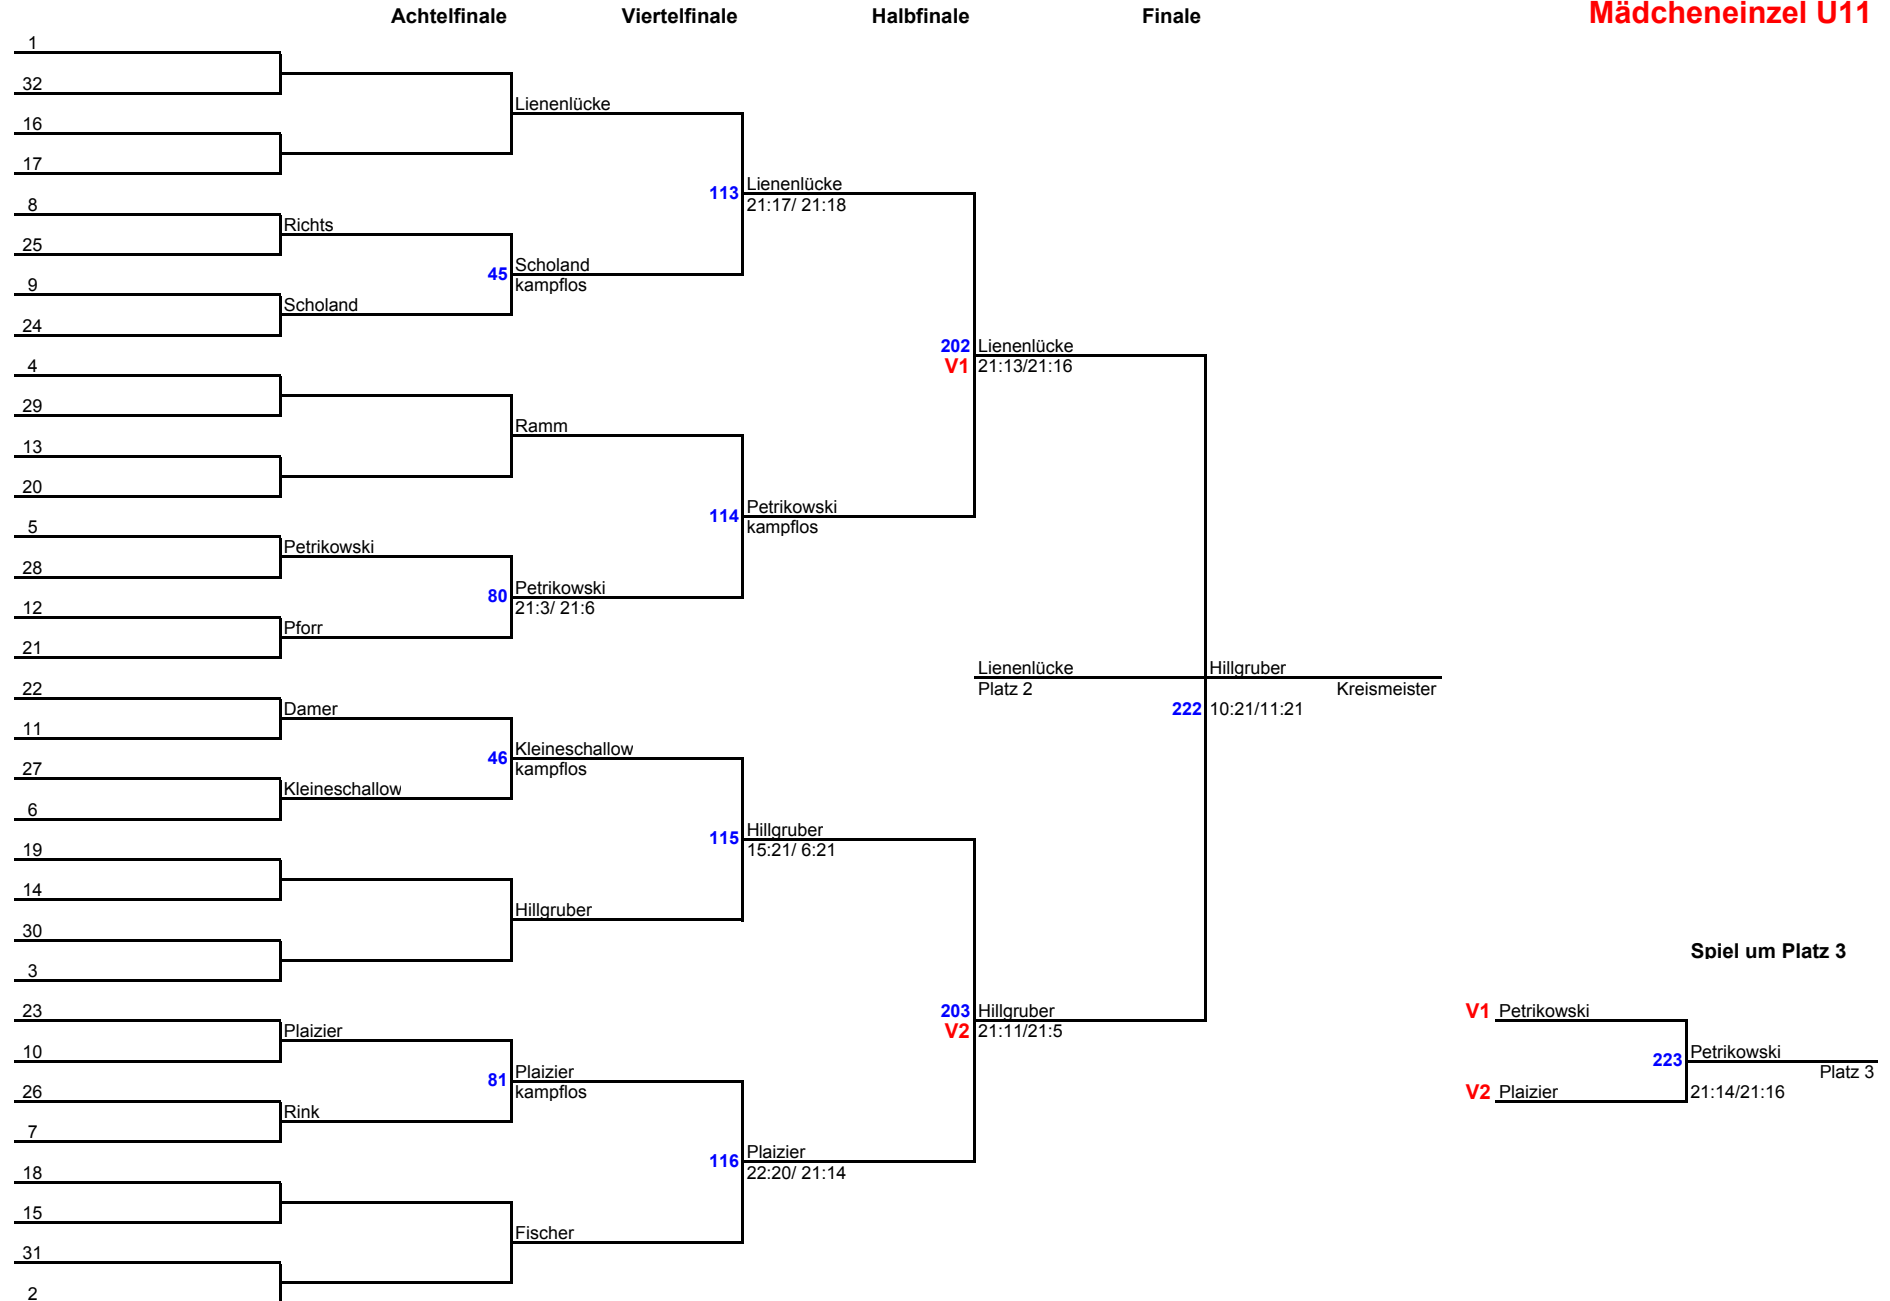 Achtelfinale Viertelfinale Halbfinale Finale Mädcheneinzel U11
1
32
Lienenlücke
16
17
113 Lienenlücke
21:17/ 21:18
8
Richts
25
45 Scholand
kampflos
9
Scholand
24
202 Lienenlücke
V1 21:13/21:16
4
29
Ramm
13
20
114 Petrikowski
kampflos
5
Petrikowski
28
80 Petrikowski
21:3/ 21:6
12
Pforr
21
Lienenlücke Hillgruber
Platz 2 Kreismeister
222 10:21/11:21
22
Damer
11
46 Kleineschallow
kampflos
27
Kleineschallow
6
115 Hillgruber
15:21/ 6:21
19
14
Hillgruber
30
3
Spiel um Platz 3
23
203 Hillgruber
V2 21:11/21:5
V1 Petrikowski
Plaizier
10
223 Petrikowski
Platz 3
81 Plaizier
kampflos
26
V2 Plaizier 21:14/21:16
Rink
7
116 Plaizier
22:20/ 21:14
18
15
Fischer
31
2